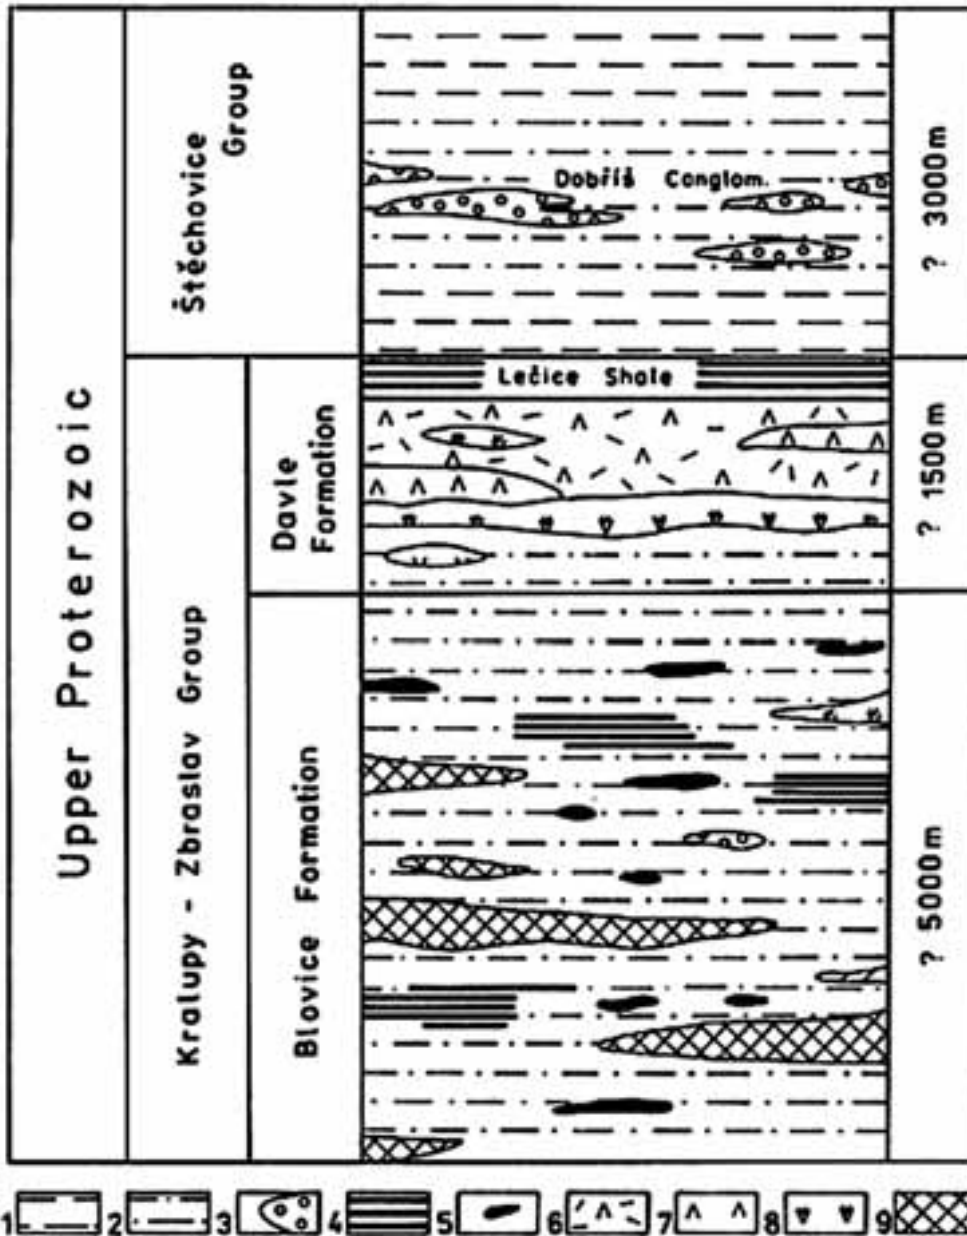 Upper Proterozoic
Štěchovice
Group
Kralupy - Zbraslav Group
Davle
Formation
Blovice Formation
Dobříš Conglom.
Lečice Shale
? 3000m
? 1500m
? 5000m
1 2 3 4 5 6 7 8 9